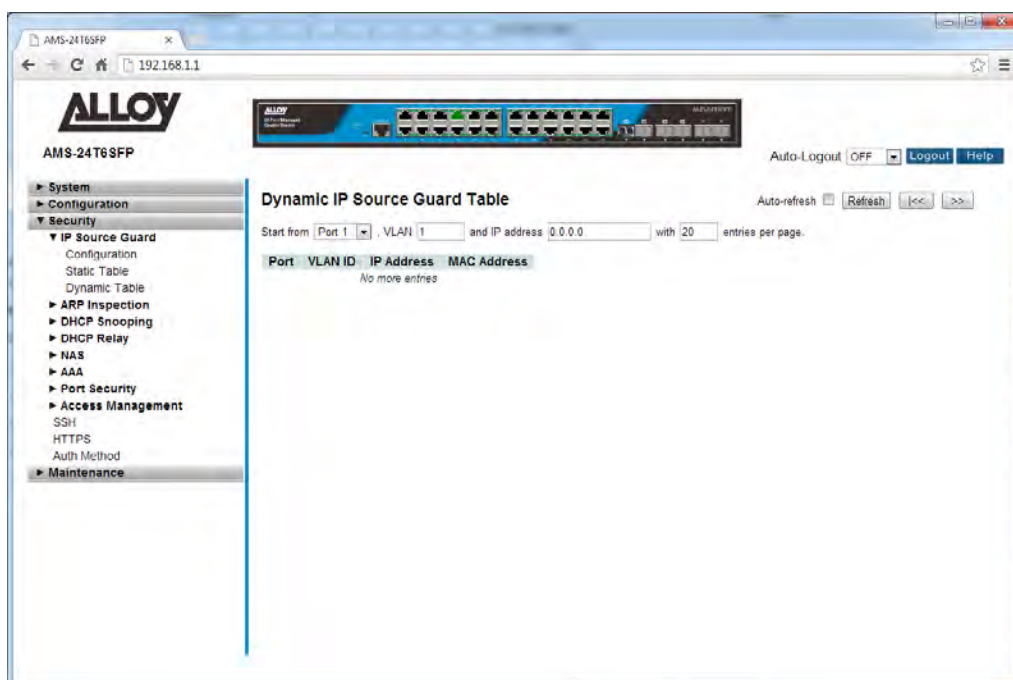 AMS-24T6SFP
192.168.1.1
ALLOY
ALLOY
AMS-24T6SFP
Auto-Logout OFF Logout Help
System
Configuration
Security
IP Source Guard
Configuration
Static Table
Dynamic Table
ARP Inspection
DHCP Snooping
DHCP Relay
NAS
AAA
Port Security
Access Management
SSH
HTTPS
Auth Method
Maintenance
Dynamic IP Source Guard Table
Auto-refresh Refresh |<< >>
Start from Port 1 , VLAN 1 and IP address 0.0.0.0 with 20 entries per page.
Port VLAN ID IP Address MAC Address
No more entries